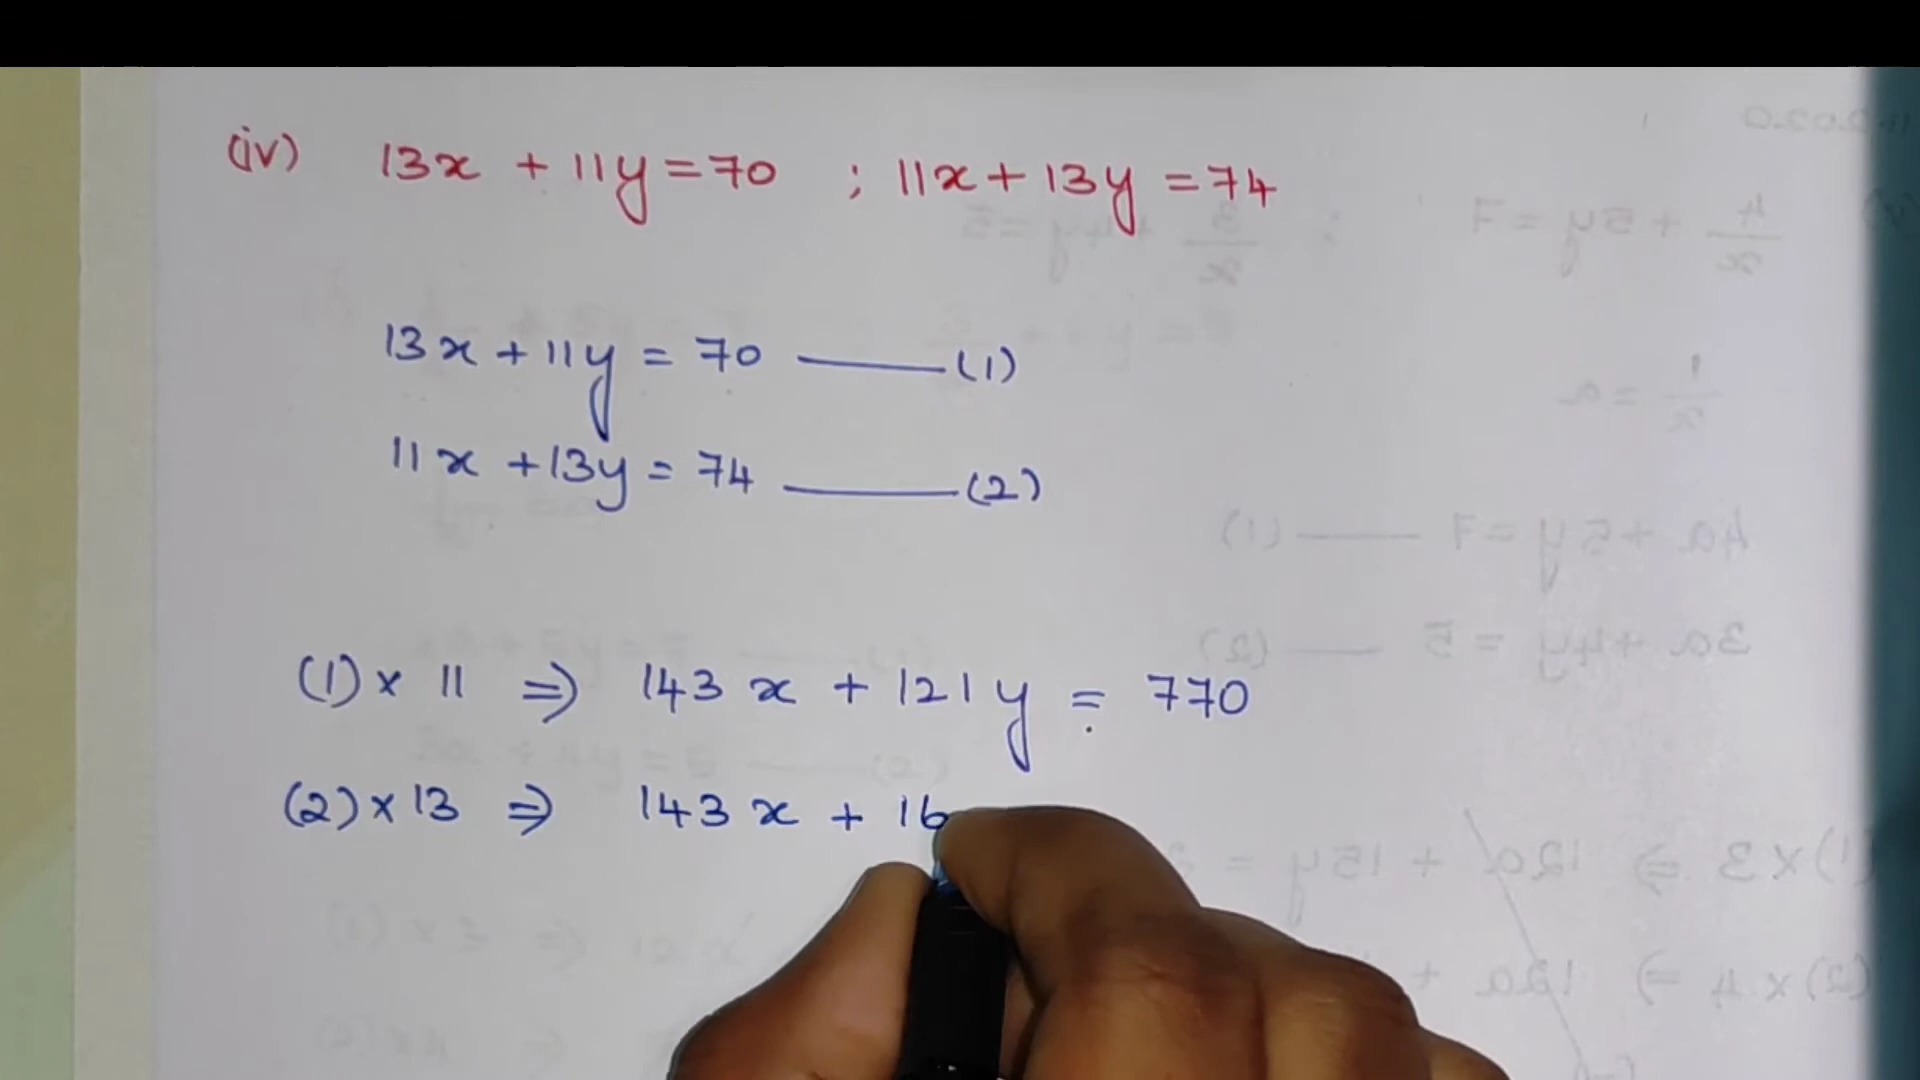 (iv) 13x + 11y = 70 ; 11x + 13y = 74
13x + 11y = 70 ——— (1)
11x + 13y = 74 ——— (2)
(1) × 11 ⇒ 143x + 121y = 770
(2) × 13 ⇒ 143x + 16